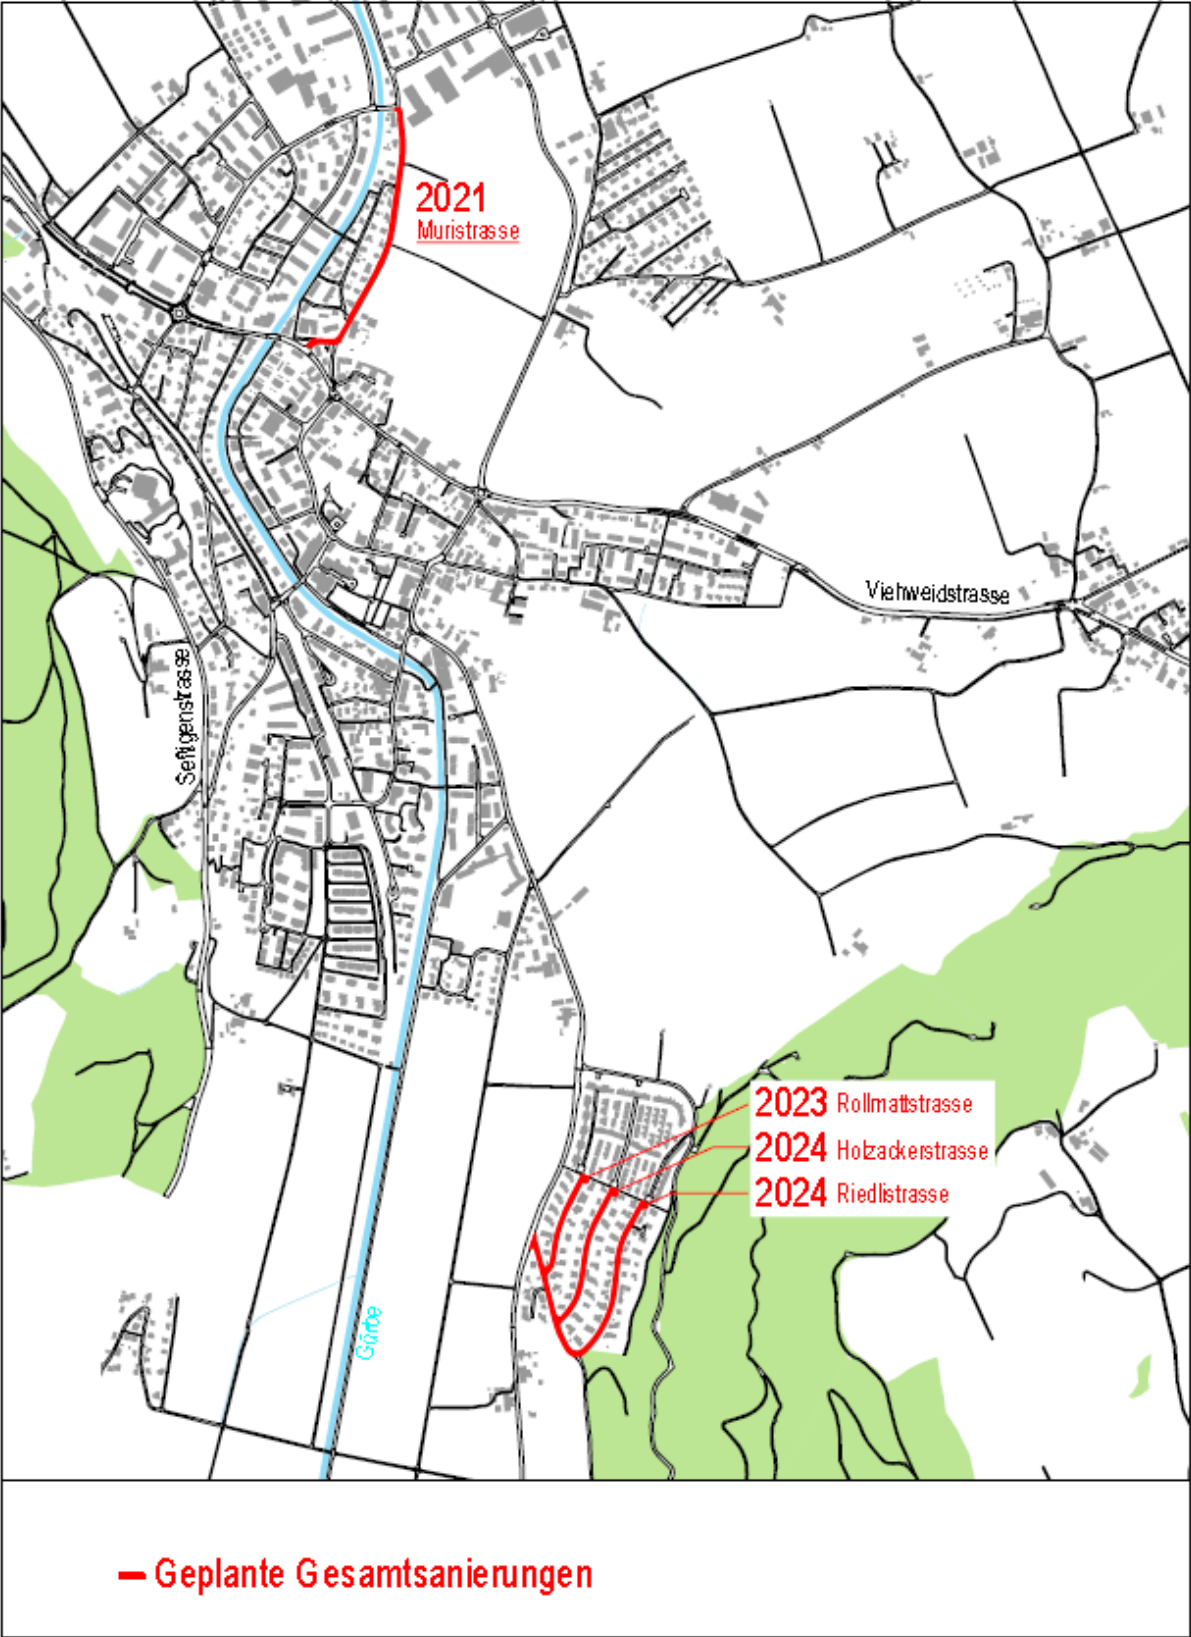 2021
Muristrasse
Viehweidstrasse
Seftigenstrasse
2023 Rollmattstrasse
2024 Holzackerstrasse
2024 Riedlistrasse
Gürbe
Geplante Gesamtsanierungen